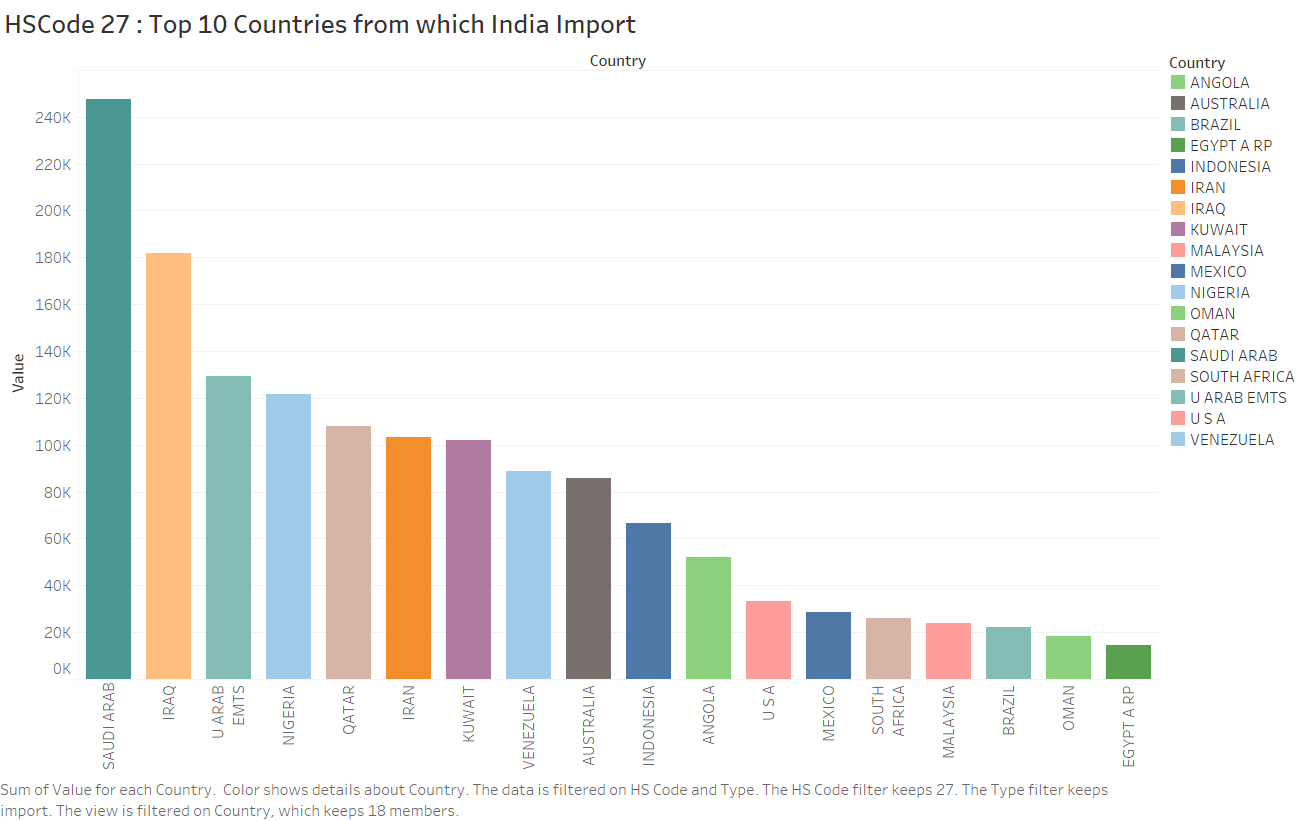 HSCode 27 : Top 10 Countries from which India Import
Country
Value
240K
220K
200K
180K
160K
140K
120K
100K
80K
60K
40K
20K
0K
SAUDI ARAB
IRAQ
U ARAB
EMTS
NIGERIA
QATAR
IRAN
KUWAIT
VENEZUELA
AUSTRALIA
INDONESIA
ANGOLA
U S A
MEXICO
SOUTH
AFRICA
MALAYSIA
BRAZIL
OMAN
EGYPT A RP
Country
ANGOLA
AUSTRALIA
BRAZIL
EGYPT A RP
INDONESIA
IRAN
IRAQ
KUWAIT
MALAYSIA
MEXICO
NIGERIA
OMAN
QATAR
SAUDI ARAB
SOUTH AFRICA
U ARAB EMTS
U S A
VENEZUELA
Sum of Value for each Country.  Color shows details about Country. The data is filtered on HS Code and Type. The HS Code filter keeps 27. The Type filter keeps
import. The view is filtered on Country, which keeps 18 members.